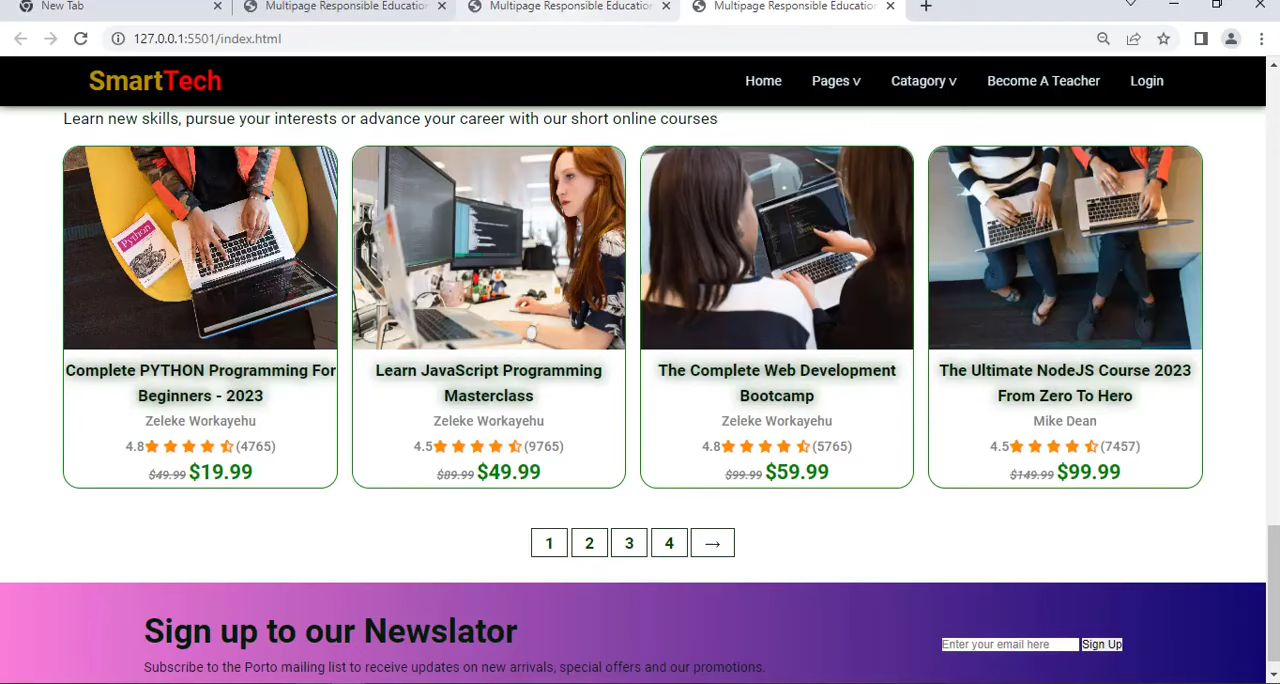 New Tab
Multipage Responsible Education
Multipage Responsible Education
Multipage Responsible Education
127.0.0.1:5501/index.html
SmartTech
Home
Pages v
Catagory v
Become A Teacher
Login
Learn new skills, pursue your interests or advance your career with our short online courses
Python
Complete PYTHON Programming For
Beginners - 2023
Zeleke Workayehu
4.8 (4765)
$49.99 $19.99
Learn JavaScript Programming
Masterclass
Zeleke Workayehu
4.5 (9765)
$89.99 $49.99
The Complete Web Development
Bootcamp
Zeleke Workayehu
4.8 (5765)
$99.99 $59.99
The Ultimate NodeJS Course 2023
From Zero To Hero
Mike Dean
4.5 (7457)
$149.99 $99.99
1 2 3 4 →
Sign up to our Newslator
Subscribe to the Porto mailing list to receive updates on new arrivals, special offers and our promotions.
Enter your email here
Sign Up